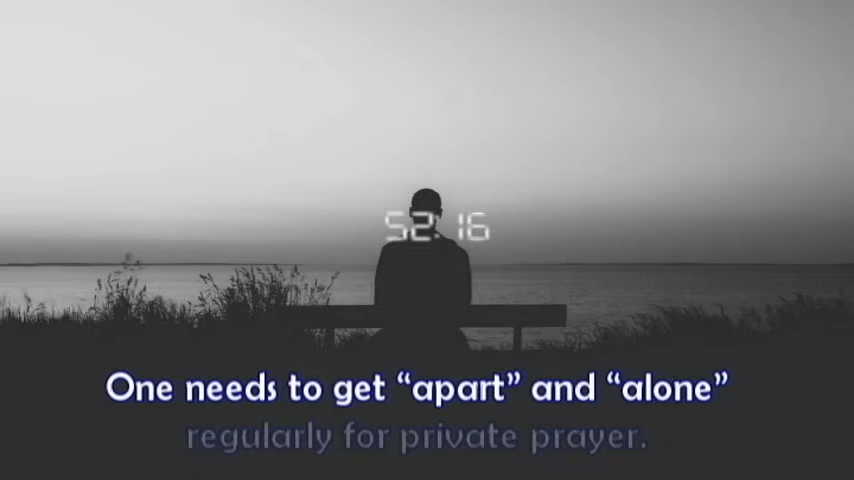 52:16
One needs to get “apart” and “alone”
regularly for private prayer.